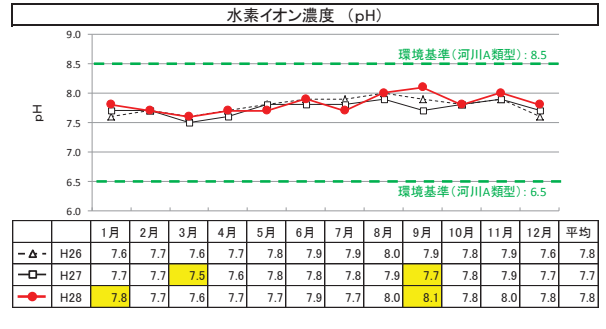 水素イオン濃度 （pH）
9.0
環境基準(河川A類型)：8.5
8.5
8.0
pH
7.5
7.0
6.5
環境基準(河川A類型)：6.5
6.0
1月 2月 3月 4月 5月 6月 7月 8月 9月 10月 11月 12月 平均
H26 7.6 7.7 7.6 7.7 7.8 7.9 7.9 8.0 7.9 7.8 7.9 7.6 7.8
H27 7.7 7.7 7.5 7.6 7.8 7.8 7.8 7.9 7.7 7.8 7.9 7.7 7.7
H28 7.8 7.7 7.6 7.7 7.7 7.9 7.7 8.0 8.1 7.8 8.0 7.8 7.8